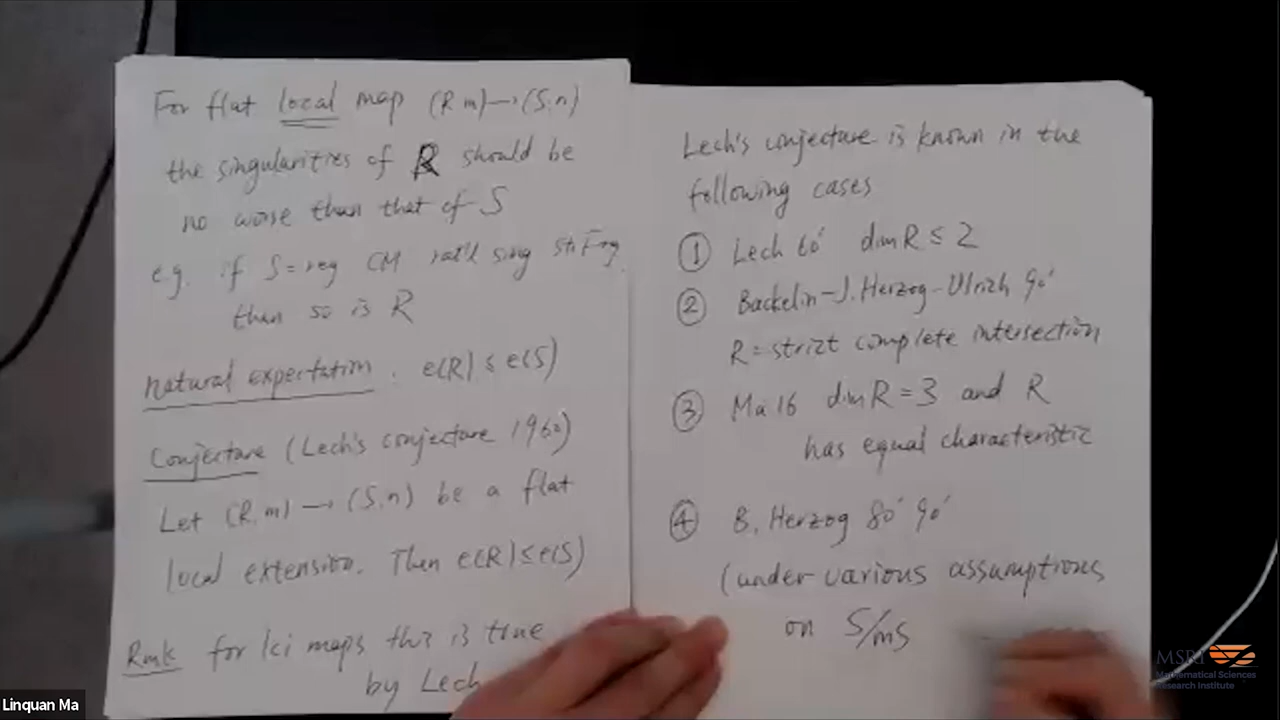 For flat local map (R.m)→(S.n)
the singularities of R should be
no worse than that of S
e.g. if S=reg CM rat'l sing str F-reg
than so is R
natural expectation. e(R) ≤ e(S)
Conjecture (Lech's conjecture 1960)
Let (R,m) → (S,n) be a flat
local extension. Then e(R) ≤ e(S)
Rmk for lci maps this is true
by Lech
Lech's conjecture is known in the
following cases
① Lech 60' dim R ≤ 2
② Backelin-J.Herzog-Ulrich 90'
R=strict complete intersection
③ Ma 16 dim R = 3 and R
has equal characteristic
④ B. Herzog 80' 90'
(under various assumptions
on S/mS
MSRI
Mathematical Sciences
Research Institute
Linquan Ma